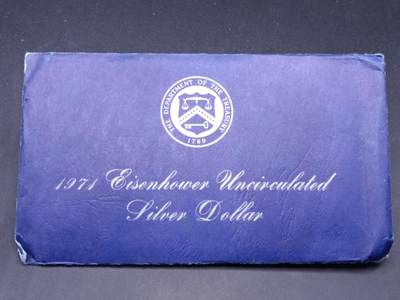 THE DEPARTMENT OF THE TREASURY
1789
1971 Eisenhower Uncirculated
Silver Dollar